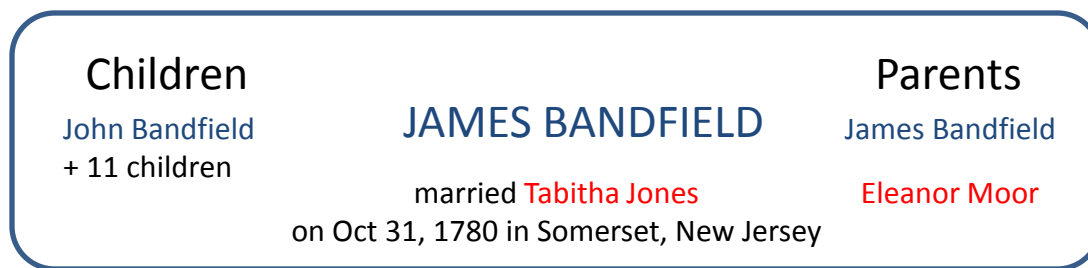 Children
John Bandfield
+ 11 children
JAMES BANDFIELD
married Tabitha Jones
on Oct 31, 1780 in Somerset, New Jersey
Parents
James Bandfield
Eleanor Moor